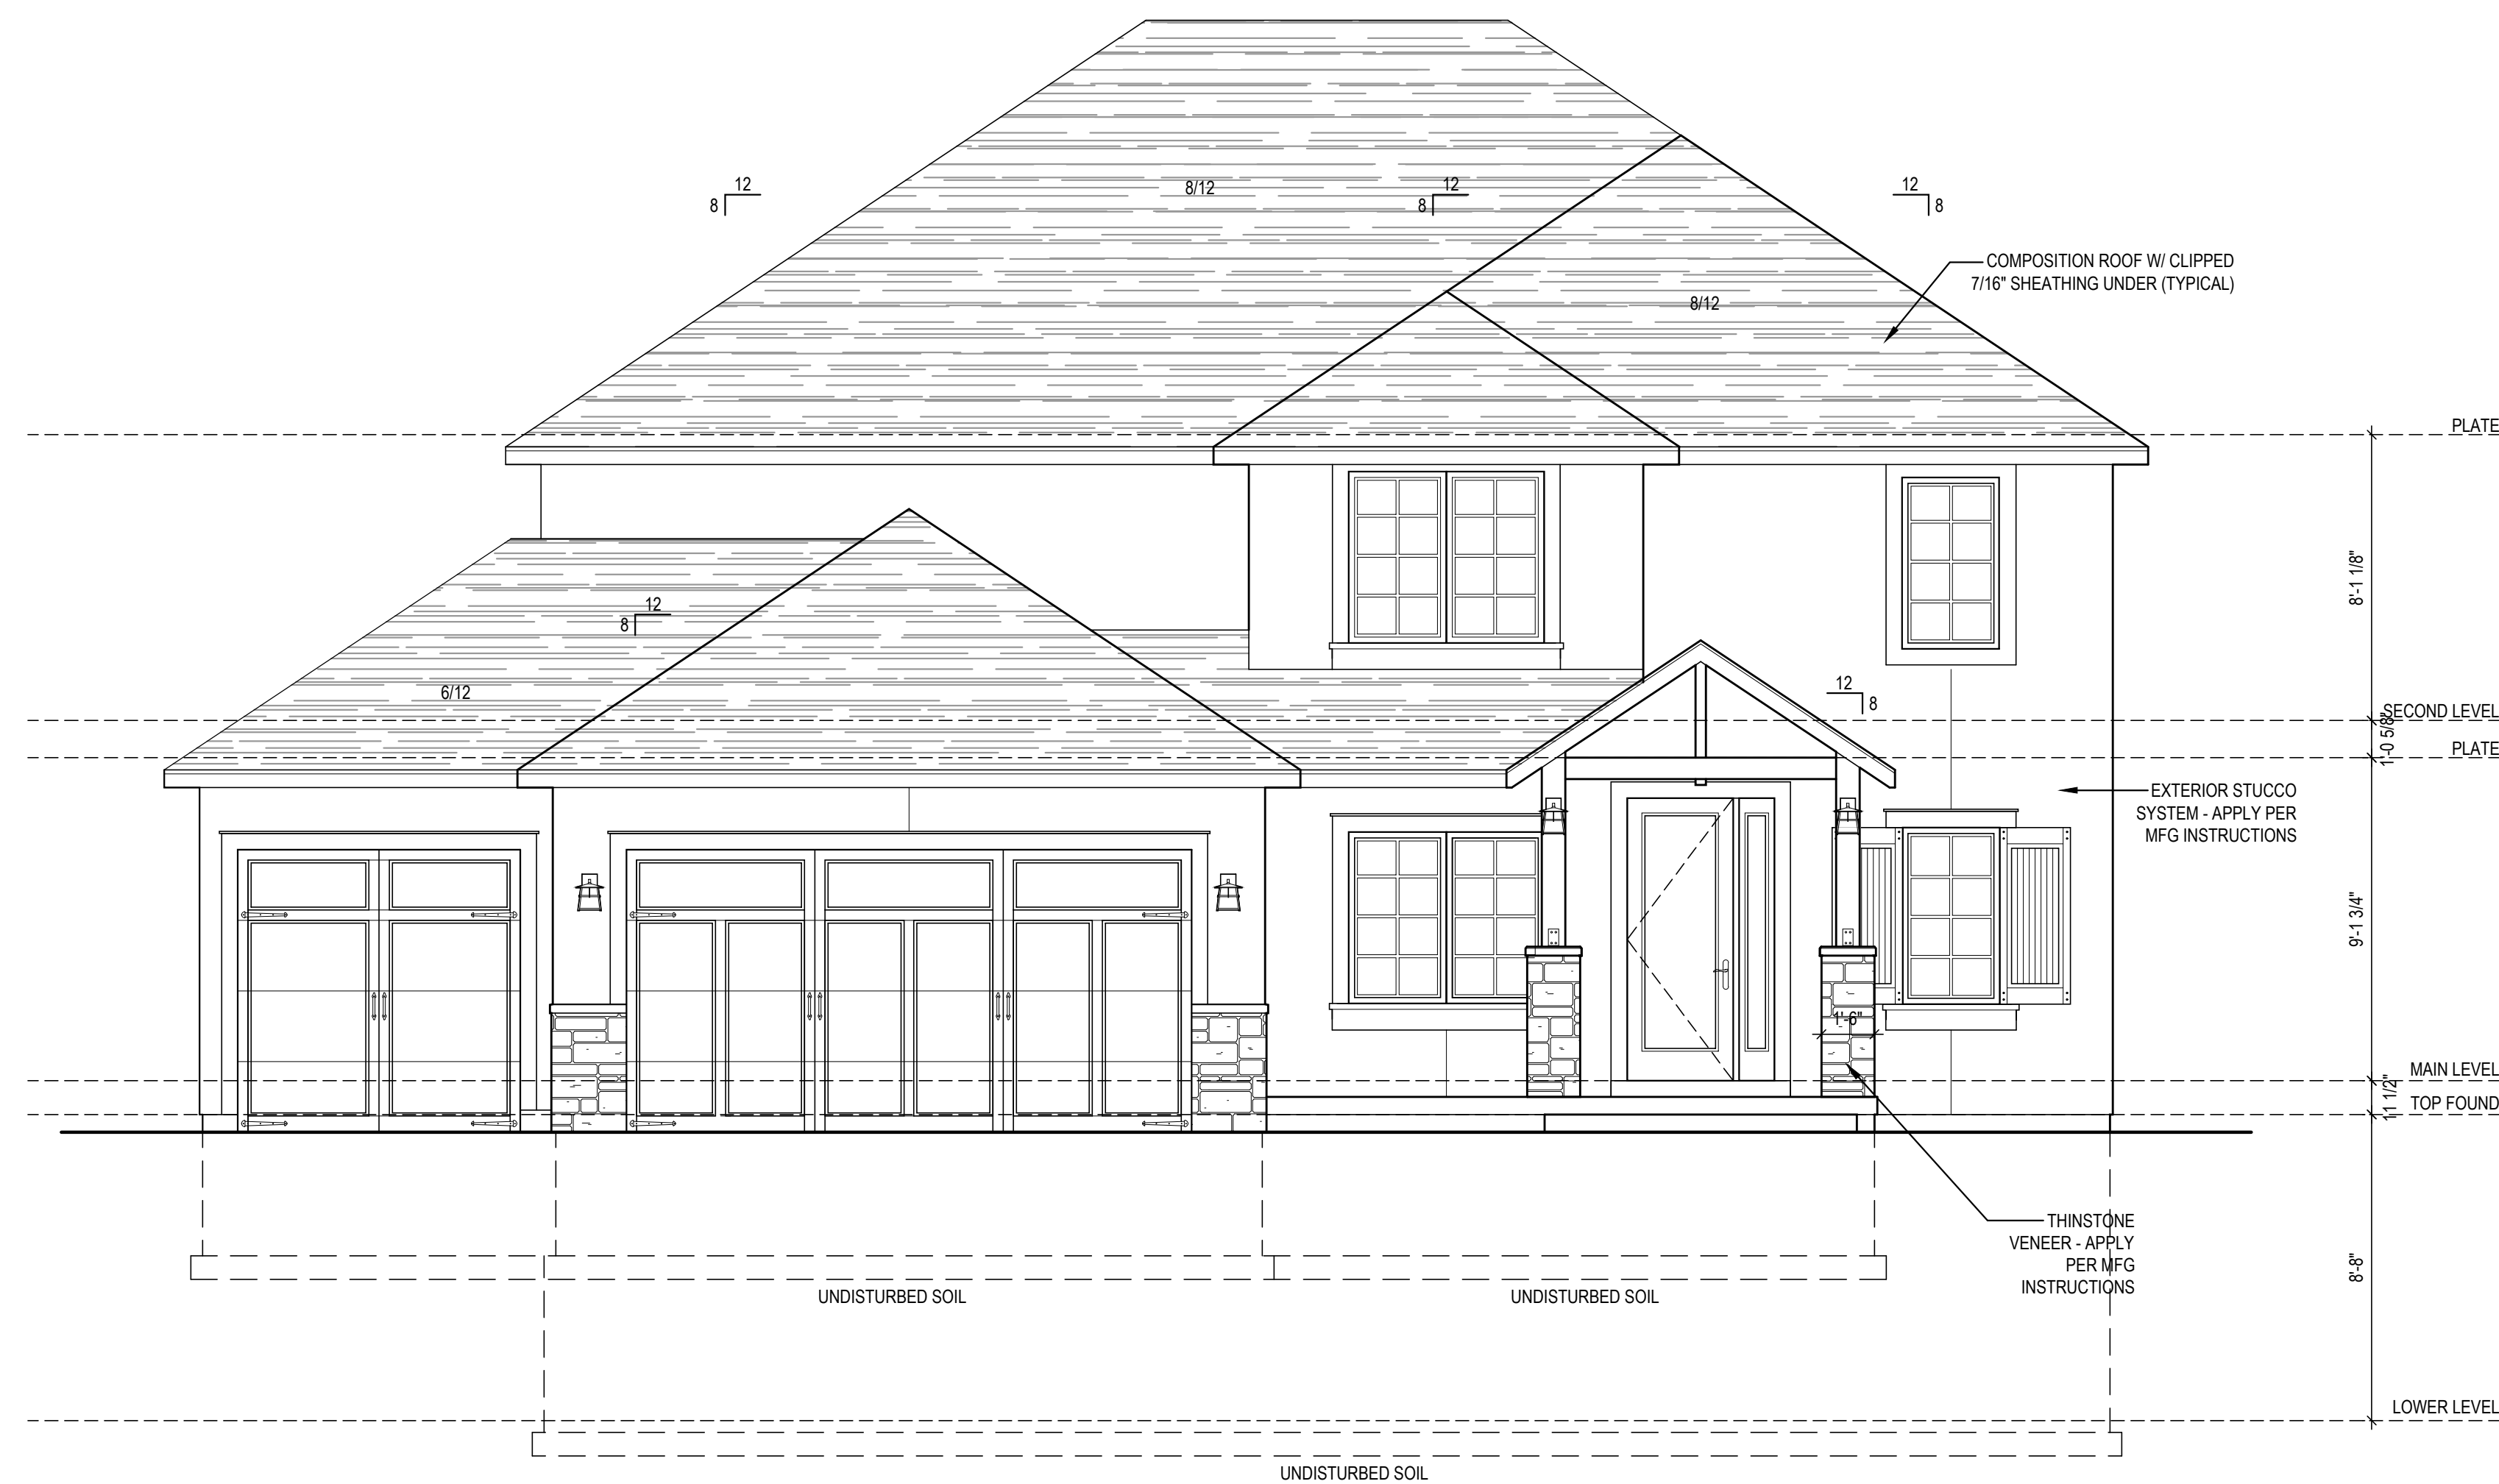 12
8
8/12
12
8
12
8
COMPOSITION ROOF W/ CLIPPED
7/16" SHEATHING UNDER (TYPICAL)
8/12
PLATE
8'-1 1/8"
12
8
6/12
12
8
SECOND LEVEL
1'-0 5/8"
PLATE
EXTERIOR STUCCO
SYSTEM - APPLY PER
MFG INSTRUCTIONS
9'-1 3/4"
1'-6"
MAIN LEVEL
11 1/2"
TOP FOUND
THINSTONE
VENEER - APPLY
PER MFG
INSTRUCTIONS
8'-8"
UNDISTURBED SOIL
UNDISTURBED SOIL
LOWER LEVEL
UNDISTURBED SOIL